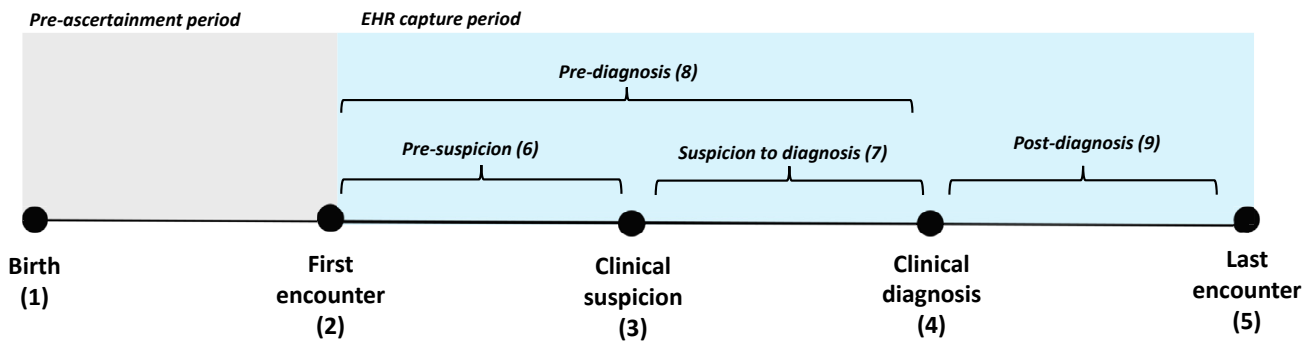 Pre-ascertainment period
EHR capture period
Pre-diagnosis (8)
Pre-suspicion (6)
Suspicion to diagnosis (7)
Post-diagnosis (9)
Birth
(1)
First
encounter
(2)
Clinical
suspicion
(3)
Clinical
diagnosis
(4)
Last
encounter
(5)